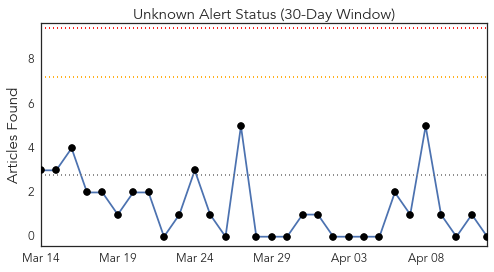 Unknown Alert Status (30-Day Window)
Articles Found
8
6
4
2
0
Mar 14 Mar 19 Mar 24 Mar 29 Apr 03 Apr 08